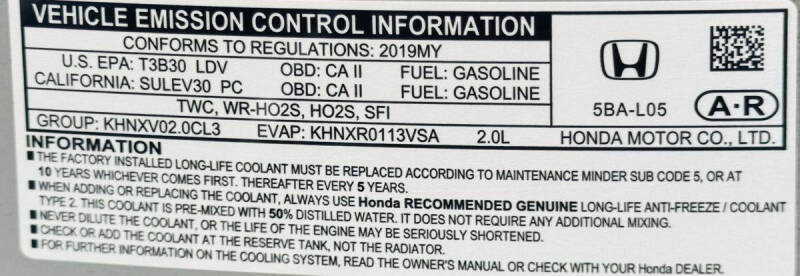 VEHICLE EMISSION CONTROL INFORMATION
CONFORMS TO REGULATIONS: 2019MY
U.S. EPA: T3B30 LDV OBD: CA II FUEL: GASOLINE
CALIFORNIA: SULEV30 PC OBD: CA II FUEL: GASOLINE
TWC, WR-HO2S, HO2S, SFI
GROUP: KHNXV02.0CL3 EVAP: KHNXR0113VSA 2.0L
5BA-L05 A·R
HONDA MOTOR CO., LTD.
INFORMATION
■THE FACTORY INSTALLED LONG-LIFE COOLANT MUST BE REPLACED ACCORDING TO MAINTENANCE MINDER SUB CODE 5, OR AT
10 YEARS WHICHEVER COMES FIRST. THEREAFTER EVERY 5 YEARS.
■WHEN ADDING OR REPLACING THE COOLANT, ALWAYS USE Honda RECOMMENDED GENUINE LONG-LIFE ANTI-FREEZE / COOLANT
TYPE 2. THIS COOLANT IS PRE-MIXED WITH 50% DISTILLED WATER. IT DOES NOT REQUIRE ANY ADDITIONAL MIXING.
■NEVER DILUTE THE COOLANT, OR THE LIFE OF THE ENGINE MAY BE SERIOUSLY SHORTENED.
■CHECK OR ADD THE COOLANT AT THE RESERVE TANK, NOT THE RADIATOR.
■FOR FURTHER INFORMATION ON THE COOLING SYSTEM, READ THE OWNER'S MANUAL OR CHECK WITH YOUR Honda DEALER.